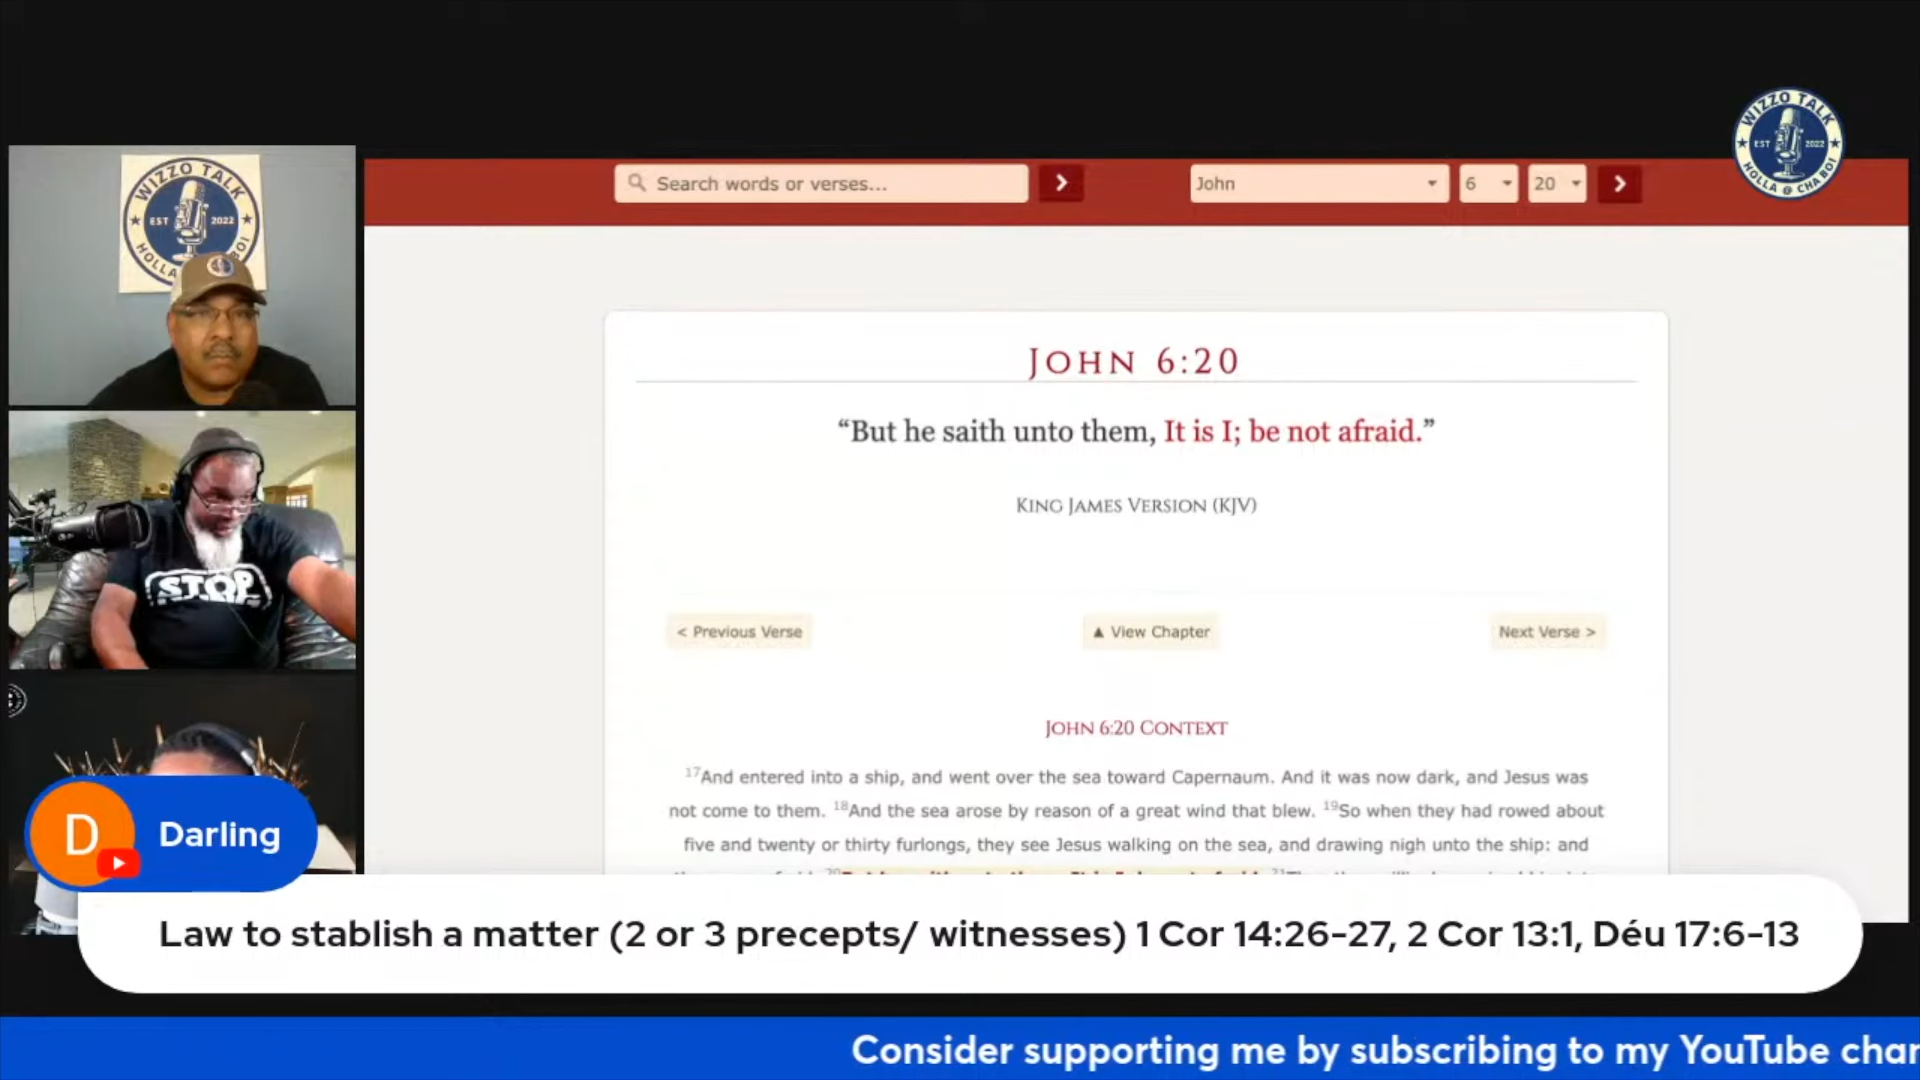 WIZZO TALK
EST 2022
HOLLA @ CHA BOI
WIZZO TALK
EST 2022
HOLLA BOI
STOP
Search words or verses...
John
6
20
JOHN 6:20
“But he saith unto them, It is I; be not afraid.”
KING JAMES VERSION (KJV)
< Previous Verse
▲ View Chapter
Next Verse >
JOHN 6:20 CONTEXT
17And entered into a ship, and went over the sea toward Capernaum. And it was now dark, and Jesus was
not come to them. 18And the sea arose by reason of a great wind that blew. 19So when they had rowed about
five and twenty or thirty furlongs, they see Jesus walking on the sea, and drawing nigh unto the ship: and
D
Darling
Law to stablish a matter (2 or 3 precepts/ witnesses) 1 Cor 14:26-27, 2 Cor 13:1, Déu 17:6-13
Consider supporting me by subscribing to my YouTube chan